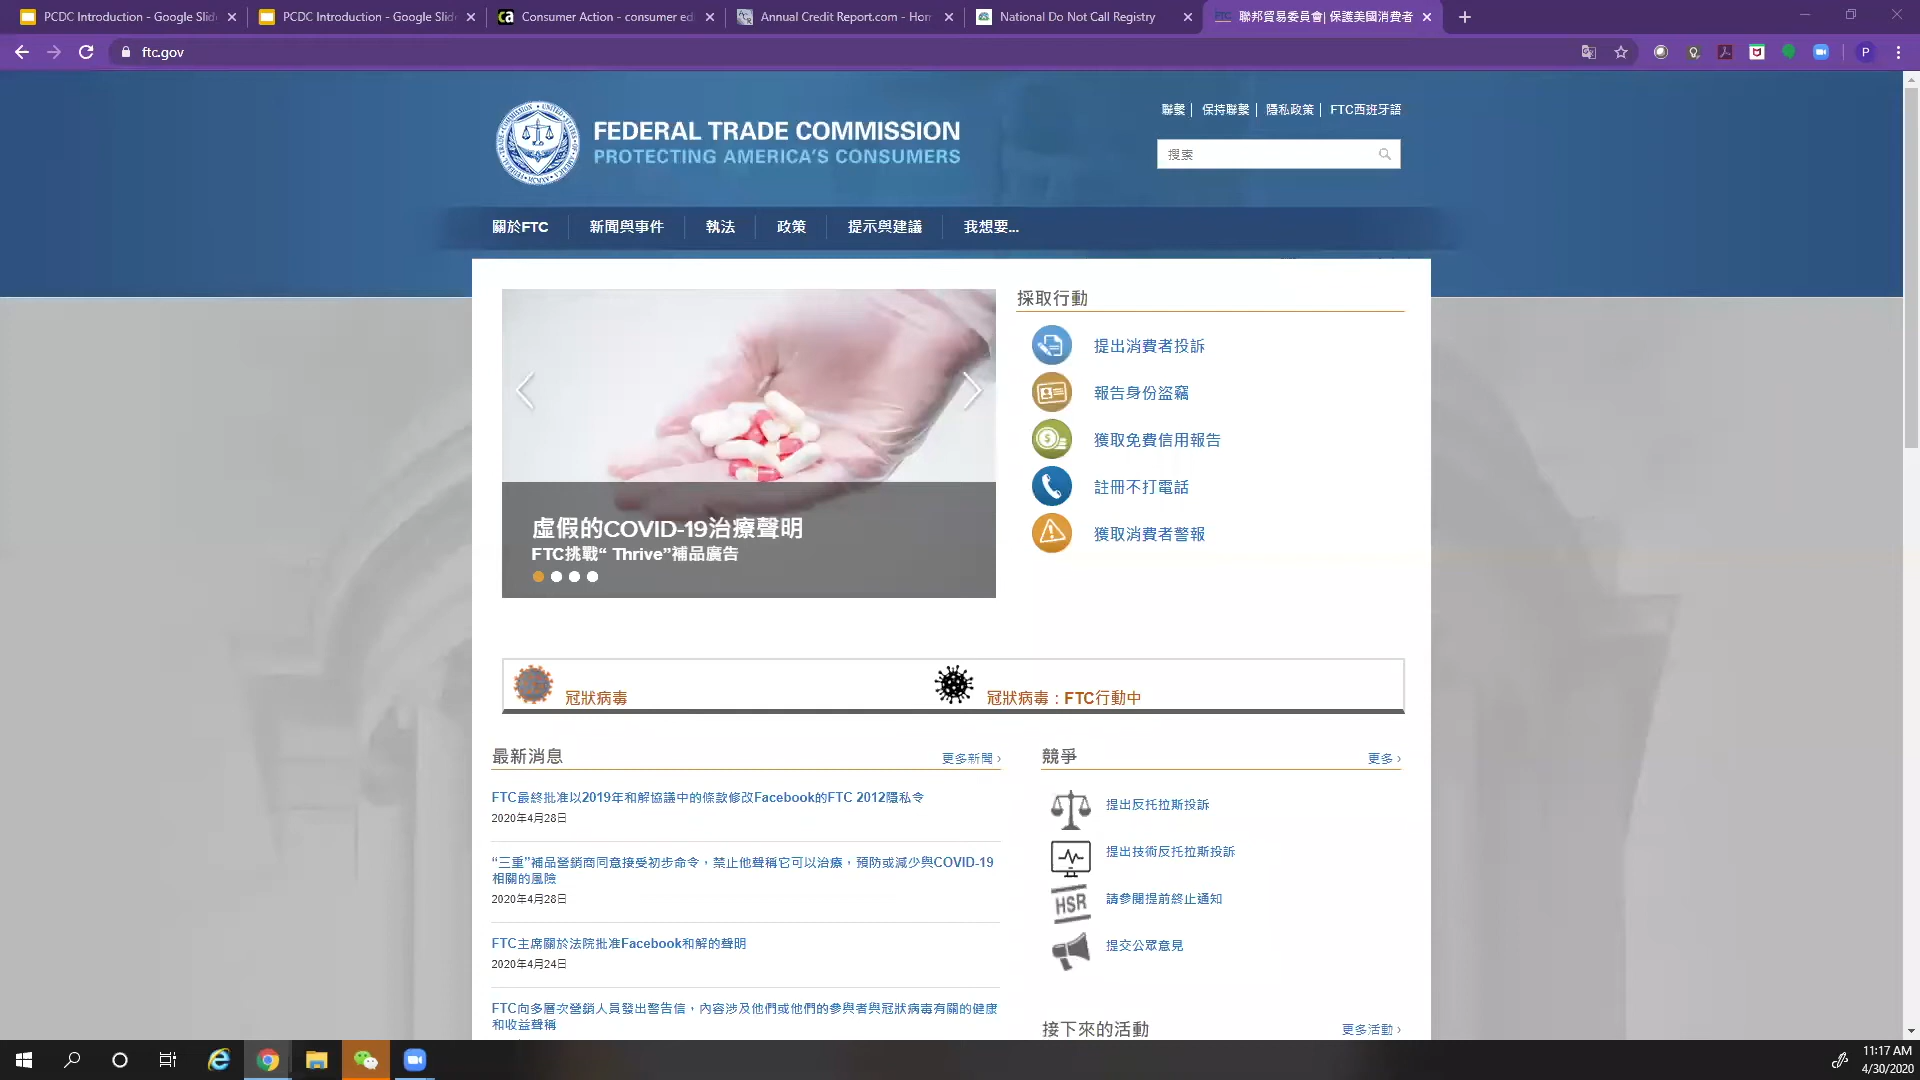 PCDC Introduction - Google Slid
PCDC Introduction - Google Slid
Consumer Action - consumer ed
Annual Credit Report.com - Hom
National Do Not Call Registry
聯邦貿易委員會| 保護美國消費者
ftc.gov
P
FEDERAL TRADE COMMISSION
PROTECTING AMERICA'S CONSUMERS
聯繫
保持聯繫
隱私政策
FTC西班牙語
搜索
關於FTC
新聞與事件
執法
政策
提示與建議
我想要...
虛假的COVID-19治療聲明
FTC挑戰“ Thrive”補品廣告
採取行動
提出消費者投訴
報告身份盜竊
獲取免費信用報告
註冊不打電話
獲取消費者警報
冠狀病毒
冠狀病毒：FTC行動中
最新消息
更多新聞 ›
FTC最終批准以2019年和解協議中的條款修改Facebook的FTC 2012隱私令
2020年4月28日
“三重”補品營銷商同意接受初步命令，禁止他聲稱它可以治療，預防或減少與COVID-19
相關的風險
2020年4月28日
FTC主席關於法院批准Facebook和解的聲明
2020年4月24日
FTC向多層次營銷人員發出警告信，內容涉及他們或他們的參與者與冠狀病毒有關的健康
和收益聲稱
競爭
更多 ›
提出反托拉斯投訴
提出技術反托拉斯投訴
HSR
請參閱提前終止通知
提交公眾意見
接下來的活動
更多活動 ›
11:17 AM
4/30/2020